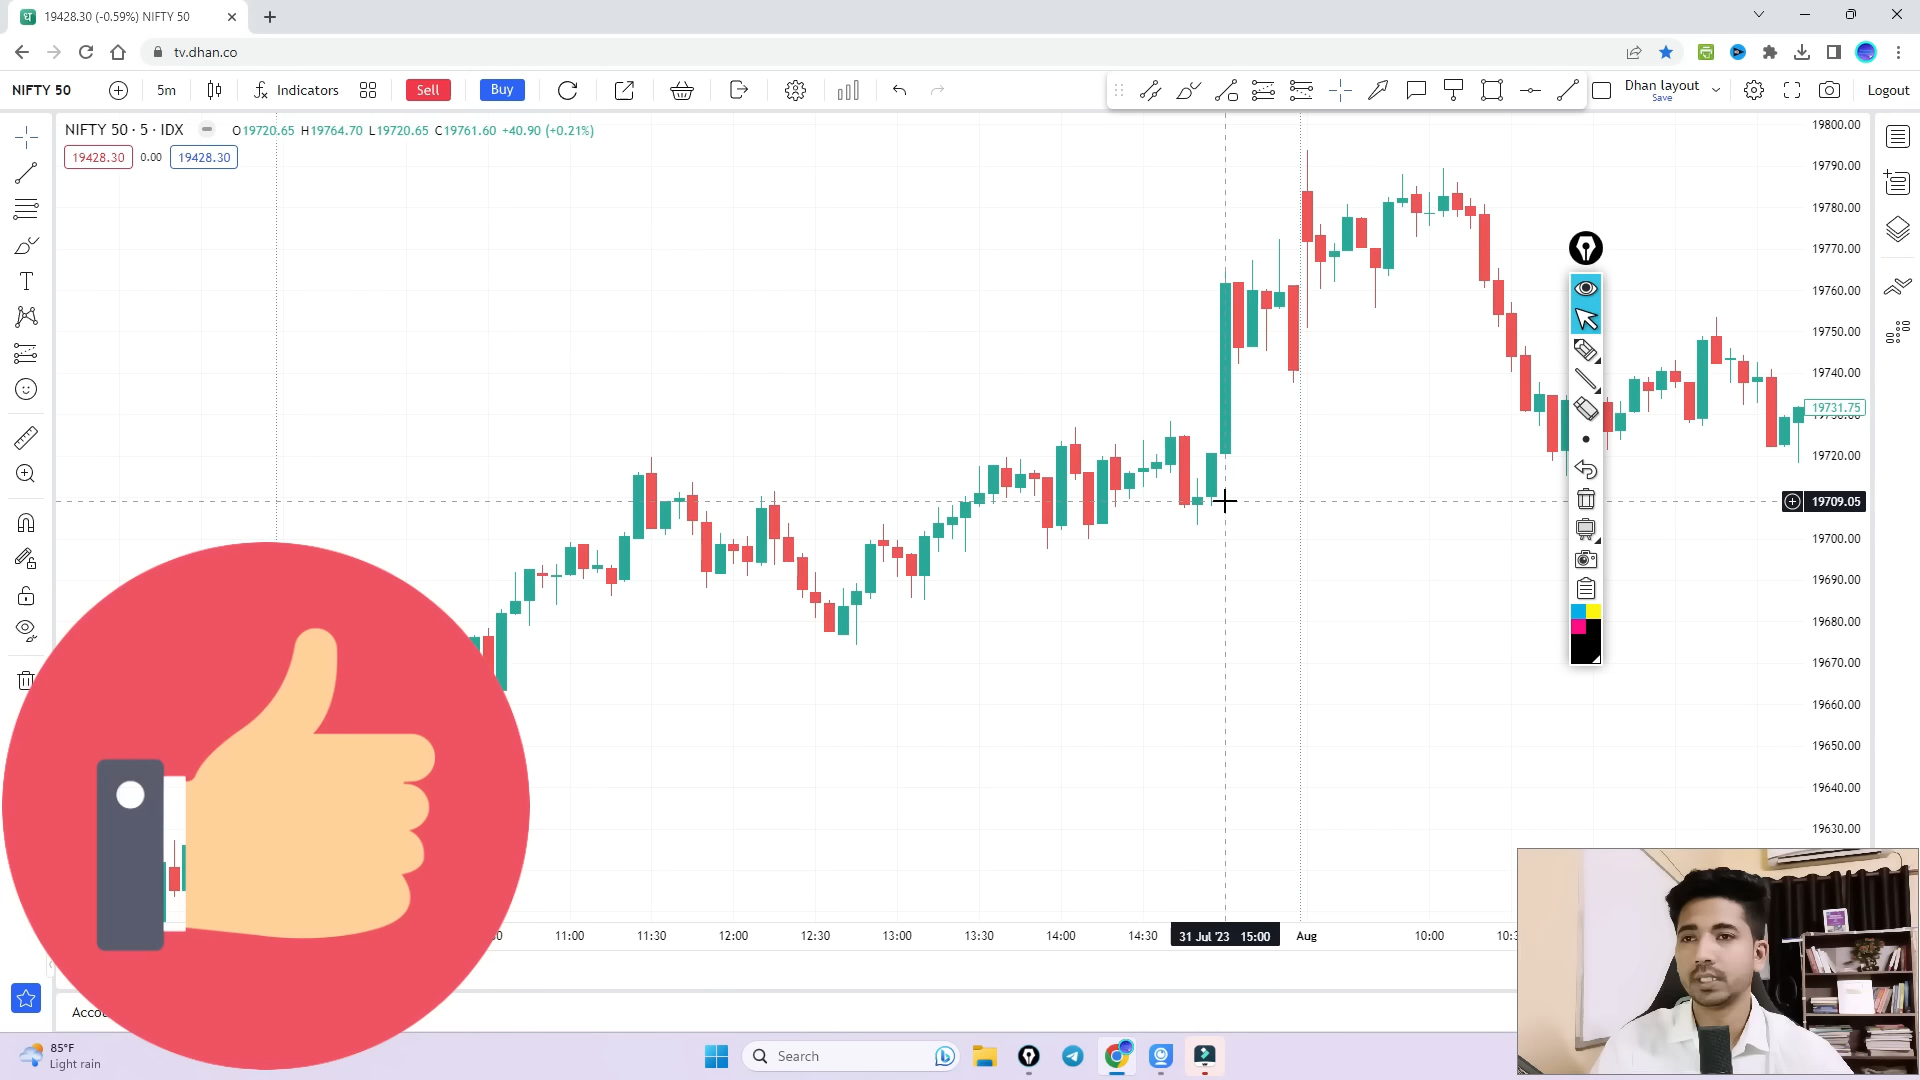 19428.30 (-0.59%) NIFTY 50
tv.dhan.co
NIFTY 50
5m
Indicators
Sell
Buy
Dhan layout
Save
Logout
NIFTY 50 · 5 · IDX
O19720.65 H19764.70 L19720.65 C19761.60 +40.90 (+0.21%)
19428.30 0.00 19428.30
19800.00
19790.00
19780.00
19770.00
19760.00
19750.00
19740.00
19731.75
19720.00
19709.05
19700.00
19690.00
19680.00
19670.00
19660.00
19650.00
19640.00
19630.00
11:00 11:30 12:00 12:30 13:00 13:30 14:00 14:30 31 Jul '23 15:00 Aug 10:00
85°F
Light rain
Search